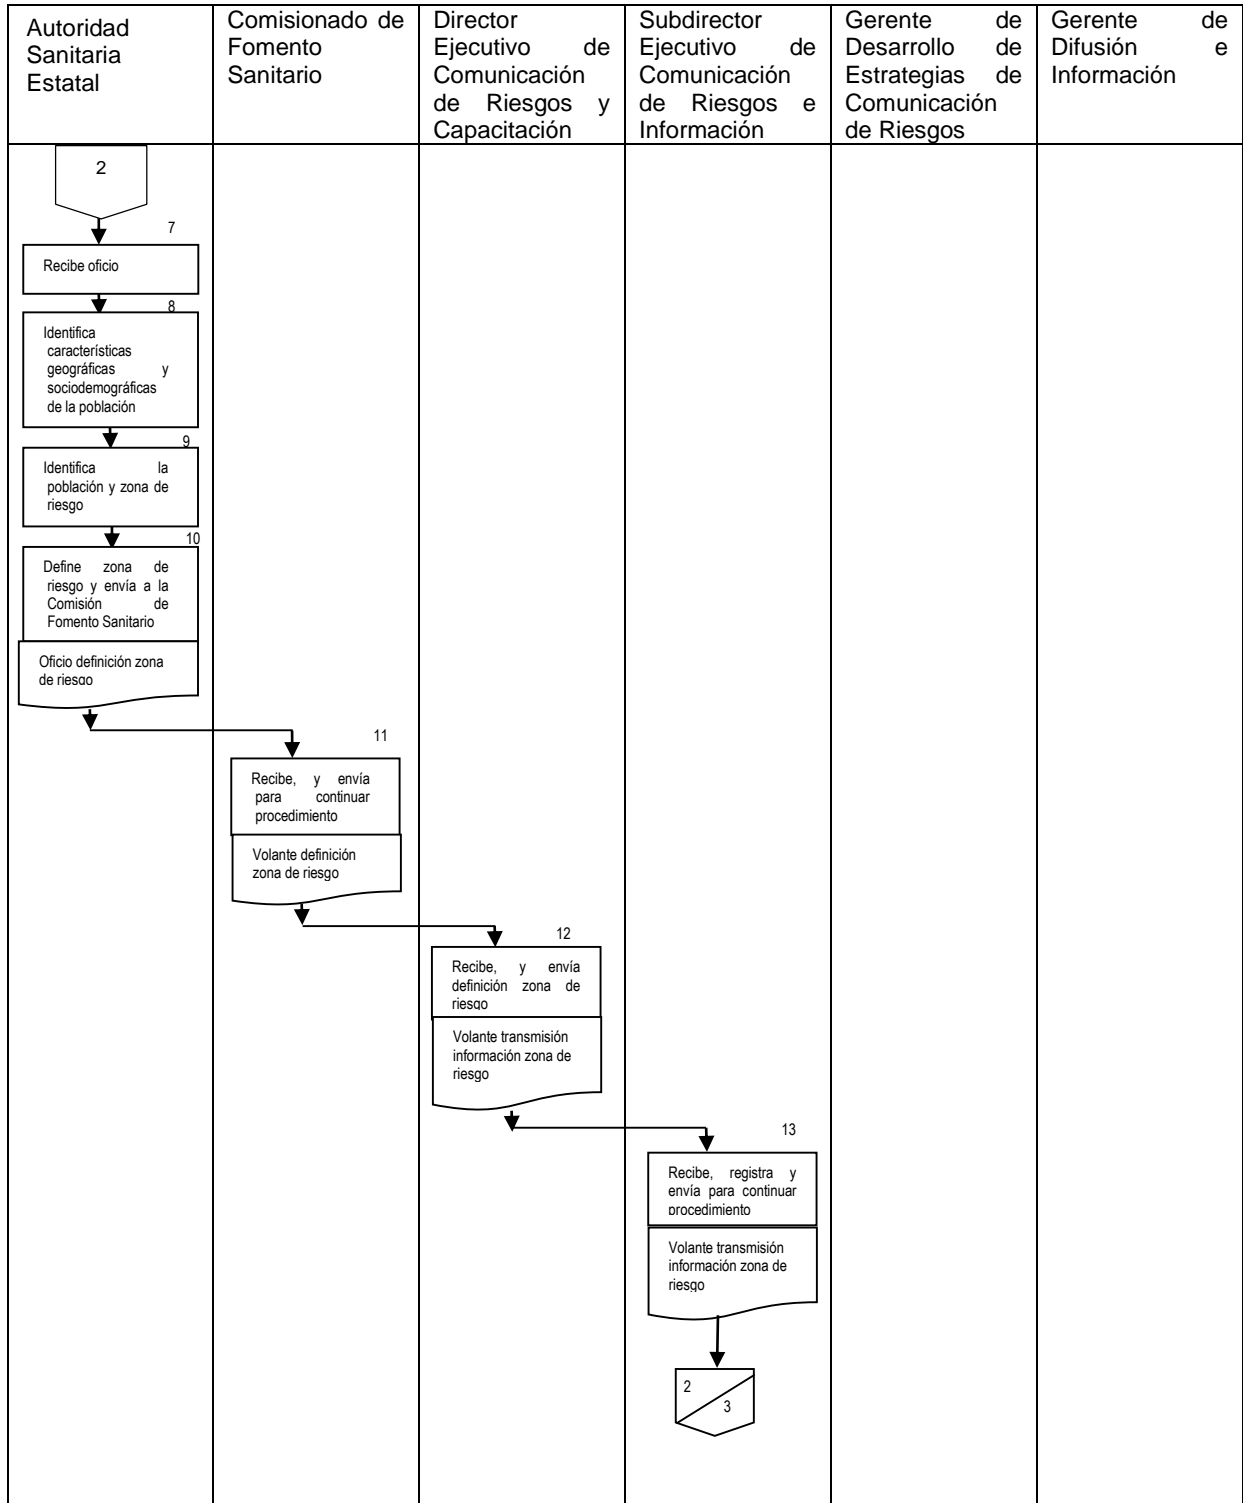 Autoridad
Sanitaria
Estatal
Comisionado de
Fomento
Sanitario
Director
Ejecutivo de
Comunicación
de Riesgos y
Capacitación
Subdirector
Ejecutivo de
Comunicación
de Riesgos e
Información
Gerente de
Desarrollo de
Estrategias de
Comunicación
de Riesgos
Gerente de
Difusión e
Información
2
7
Recibe oficio
8
Identifica
características
geográficas y
sociodemográficas
de la población
9
Identifica la
población y zona de
riesgo
10
Define zona de
riesgo y envía a la
Comisión de
Fomento Sanitario
Oficio definición zona
de riesgo
11
Recibe, y envía
para continuar
procedimiento
Volante definición
zona de riesgo
12
Recibe, y envía
definición zona de
riesgo
Volante transmisión
información zona de
riesgo
13
Recibe, registra y
envía para continuar
procedimiento
Volante transmisión
información zona de
riesgo
2
3